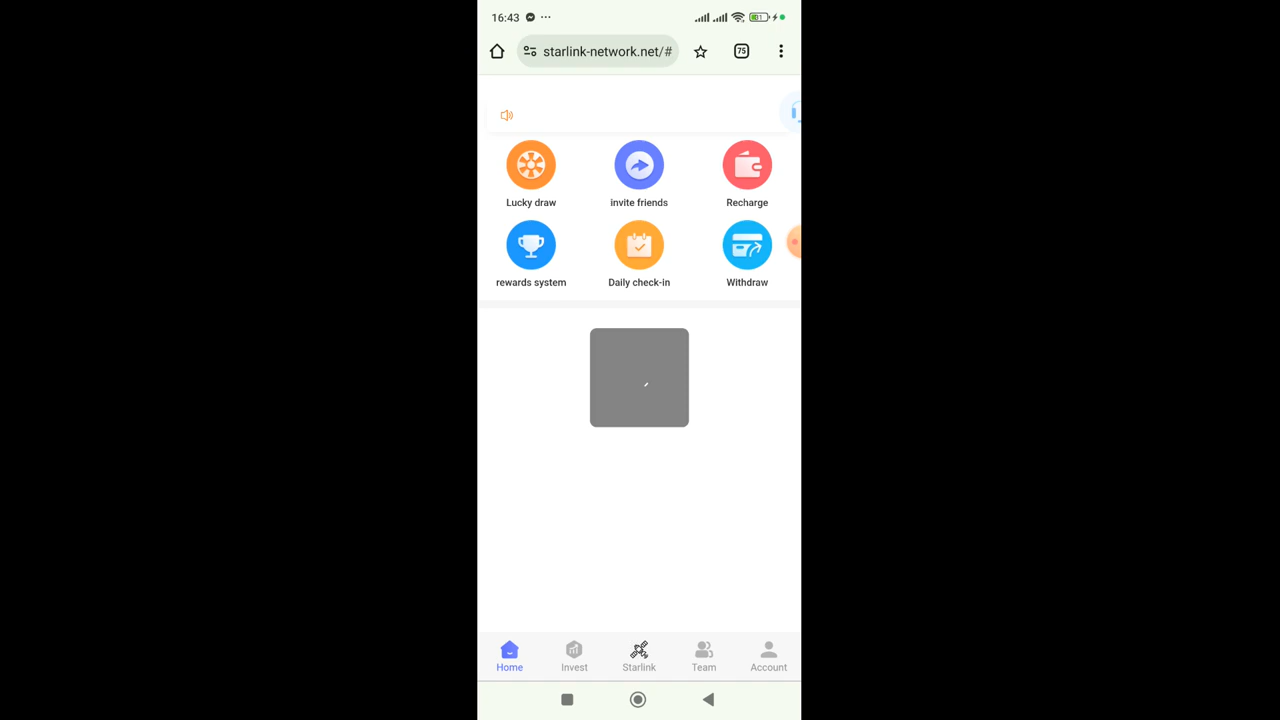 16:43
starlink-network.net/#
75
Lucky draw
invite friends
Recharge
rewards system
Daily check-in
Withdraw
Home
Invest
Starlink
Team
Account